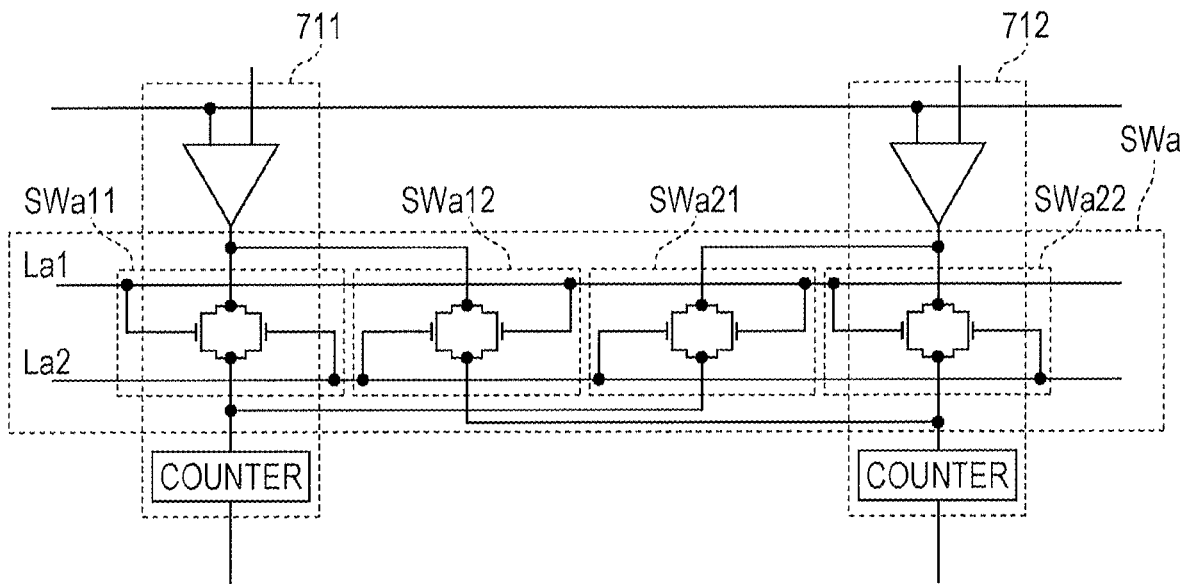 711
712
SWa
SWa11
SWa12
SWa21
SWa22
La1
La2
COUNTER
COUNTER